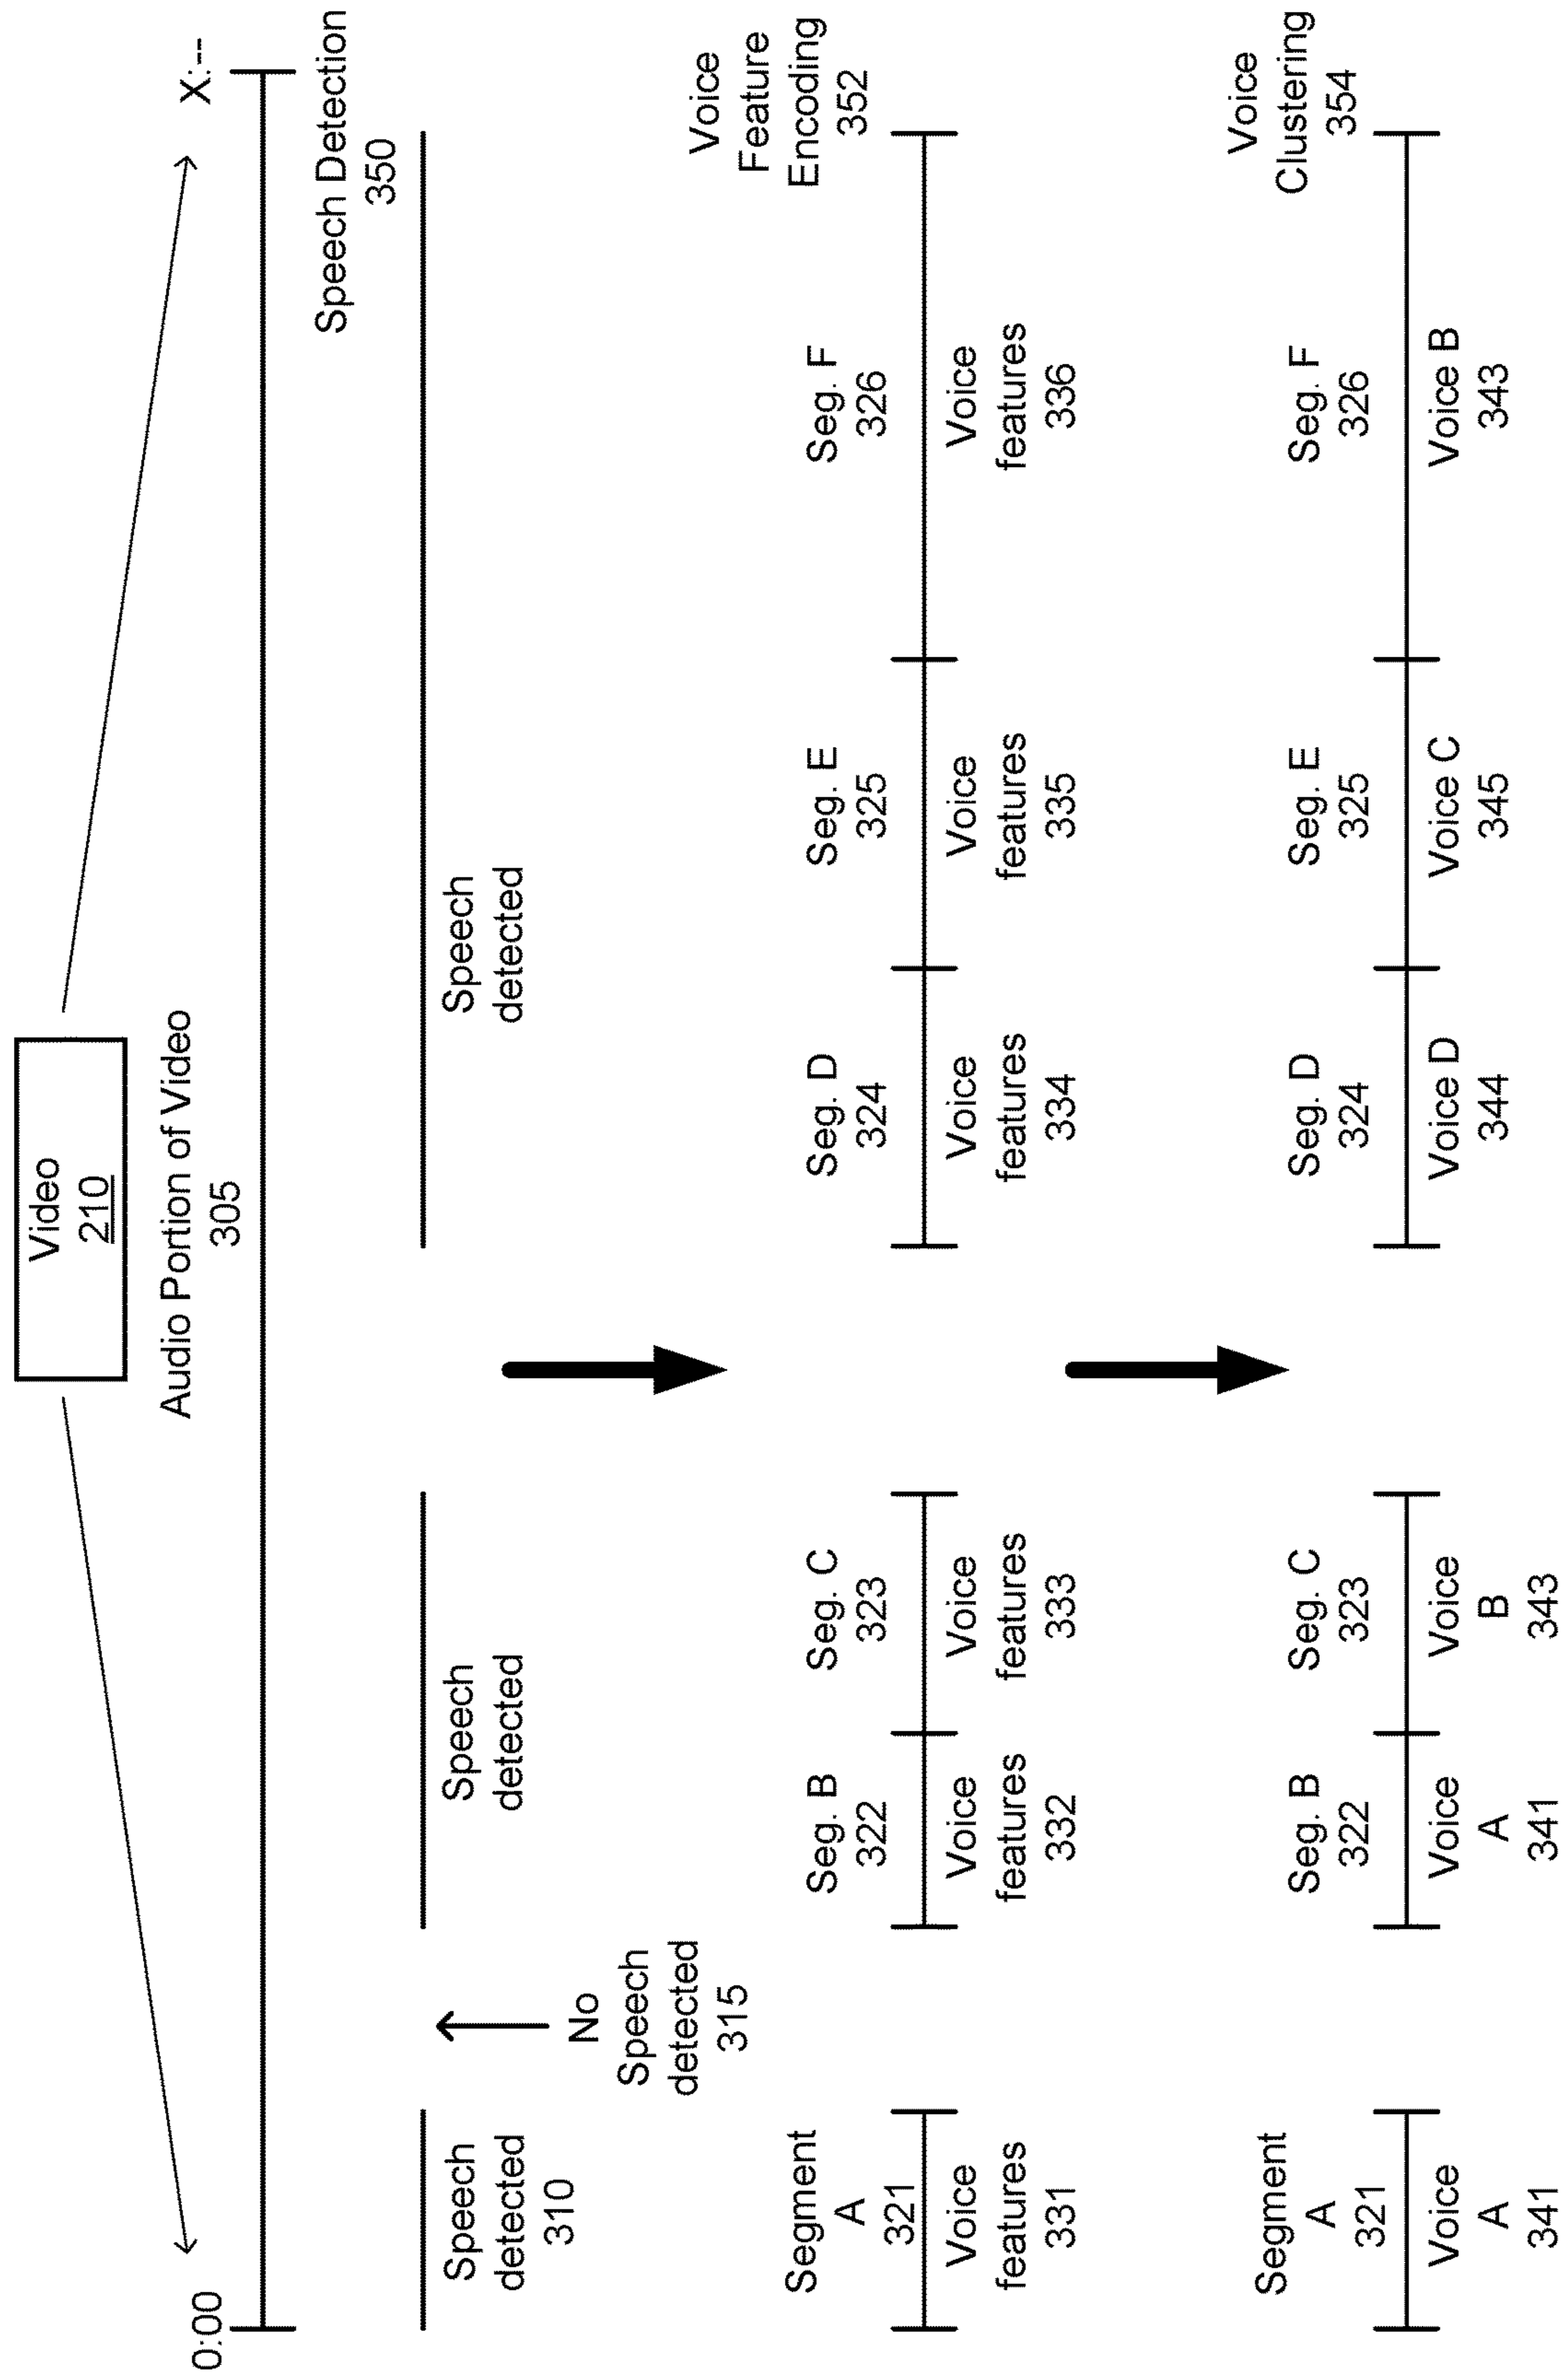 Video
210
Audio Portion of Video
305
0:00
X:--
Speech Detection
350
Speech
detected
310
No
Speech
detected
315
Speech
detected
Speech
detected
Voice
Feature
Encoding
352
Segment
A
321
Voice
features
331
Seg. B
322
Voice
features
332
Seg. C
323
Voice
features
333
Seg. D
324
Voice
features
334
Seg. E
325
Voice
features
335
Seg. F
326
Voice
features
336
Voice
Clustering
354
Segment
A
321
Voice
A
341
Seg. B
322
Voice
A
341
Seg. C
323
Voice
B
343
Seg. D
324
Voice D
344
Seg. E
325
Voice C
345
Seg. F
326
Voice B
343